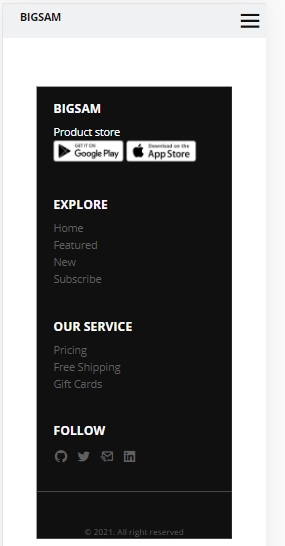 BIGSAM
BIGSAM
Product store
GET IT ON
Google Play
Download on the
App Store
EXPLORE
Home
Featured
New
Subscribe
OUR SERVICE
Pricing
Free Shipping
Gift Cards
FOLLOW
© 2021. All right reserved